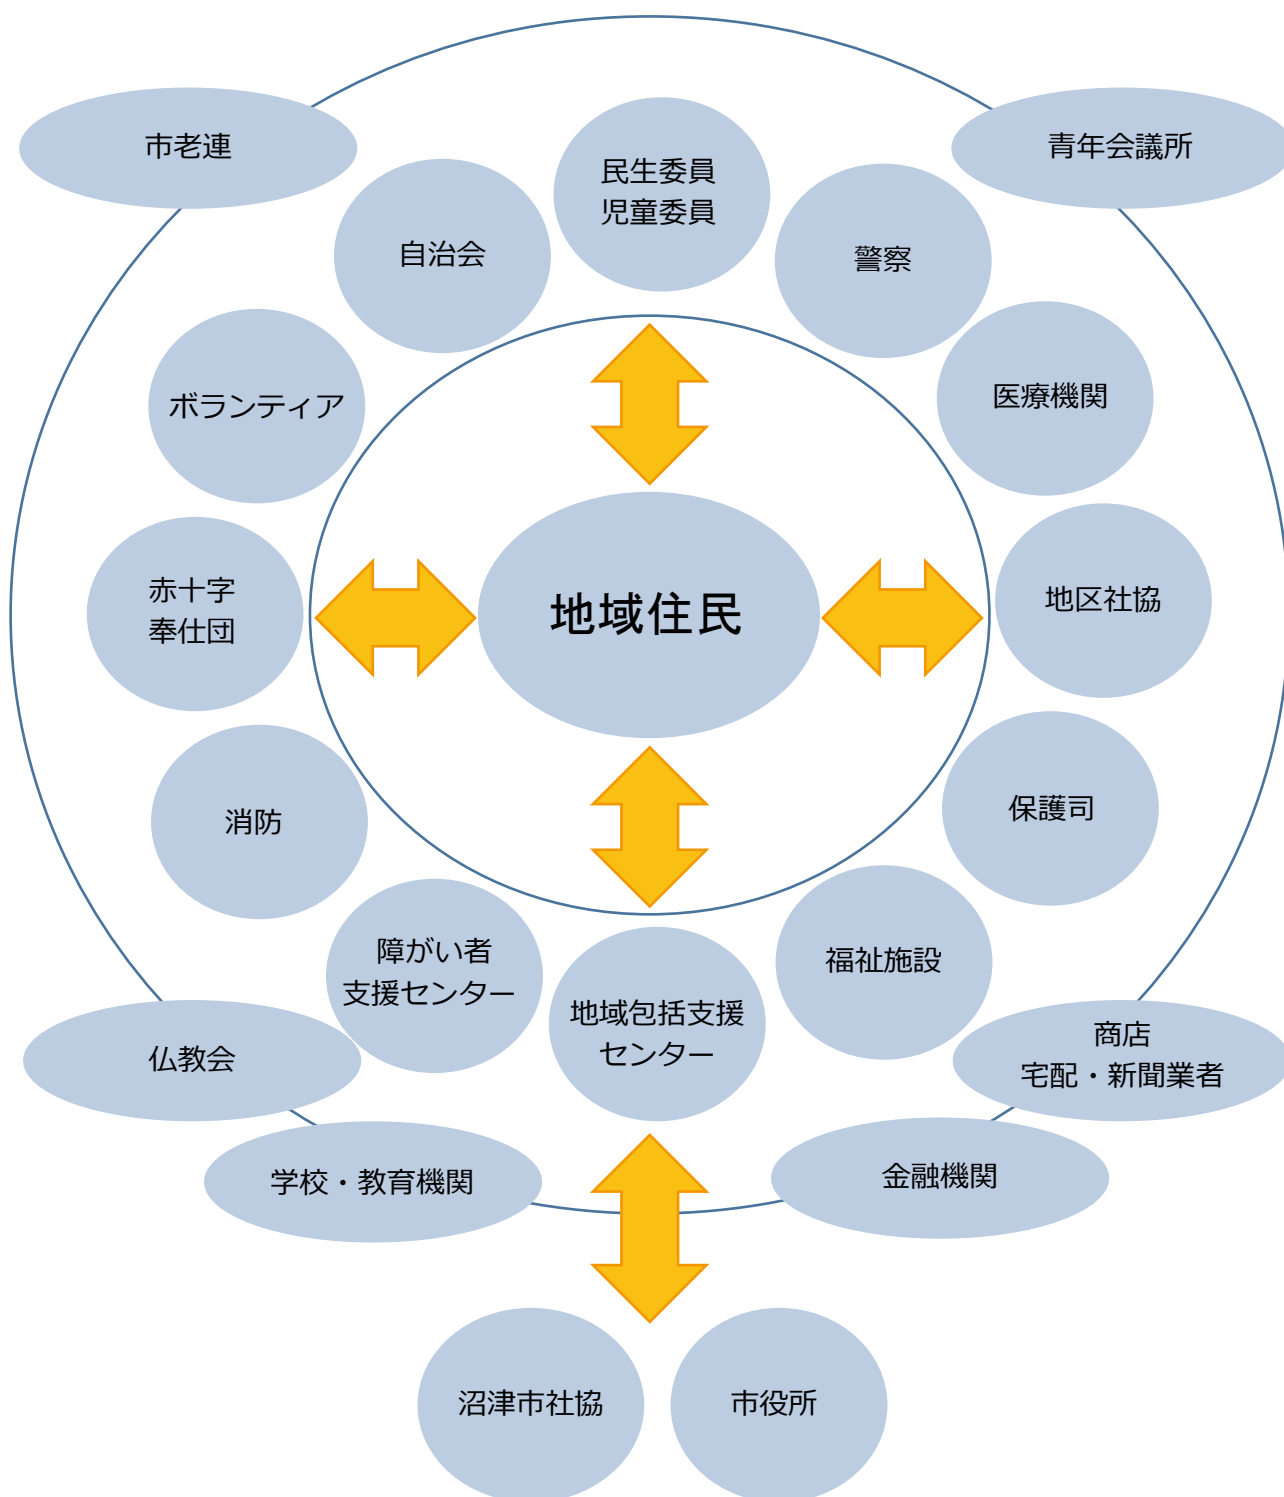 市老連
青年会議所
民生委員
児童委員
自治会
警察
ボランティア
医療機関
赤十字
奉仕団
地域住民
地区社協
消防
保護司
障がい者
支援センター
地域包括支援
センター
福祉施設
仏教会
商店
宅配・新聞業者
学校・教育機関
金融機関
沼津市社協
市役所